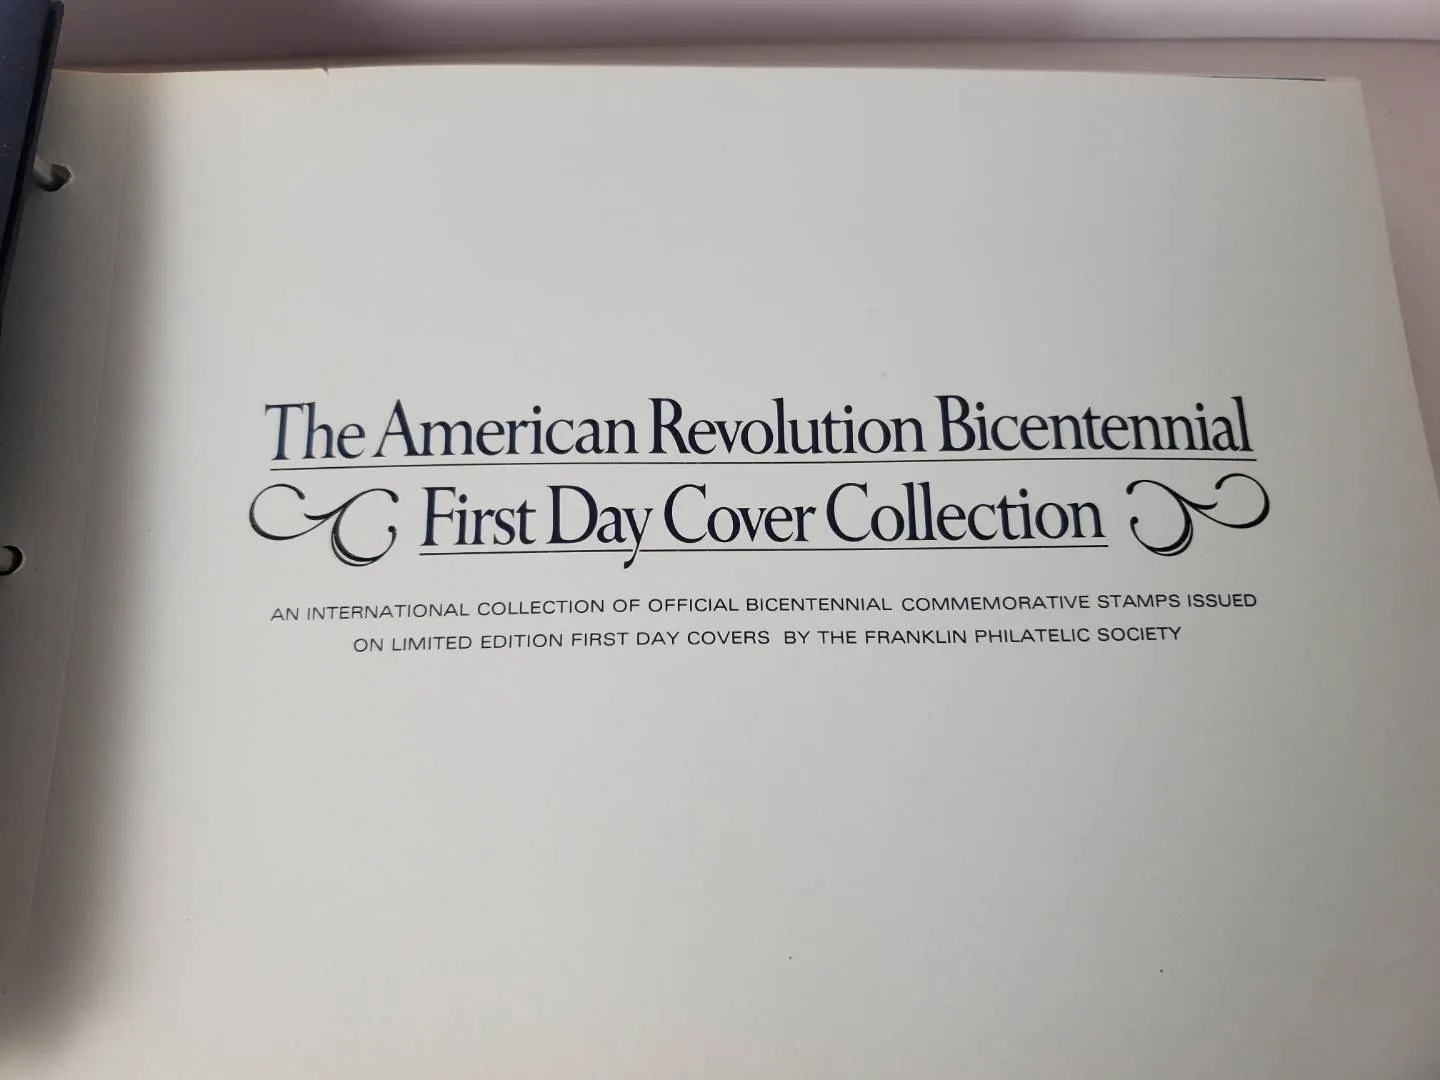 The American Revolution Bicentennial
First Day Cover Collection
AN INTERNATIONAL COLLECTION OF OFFICIAL BICENTENNIAL COMMEMORATIVE STAMPS ISSUED
ON LIMITED EDITION FIRST DAY COVERS BY THE FRANKLIN PHILATELIC SOCIETY